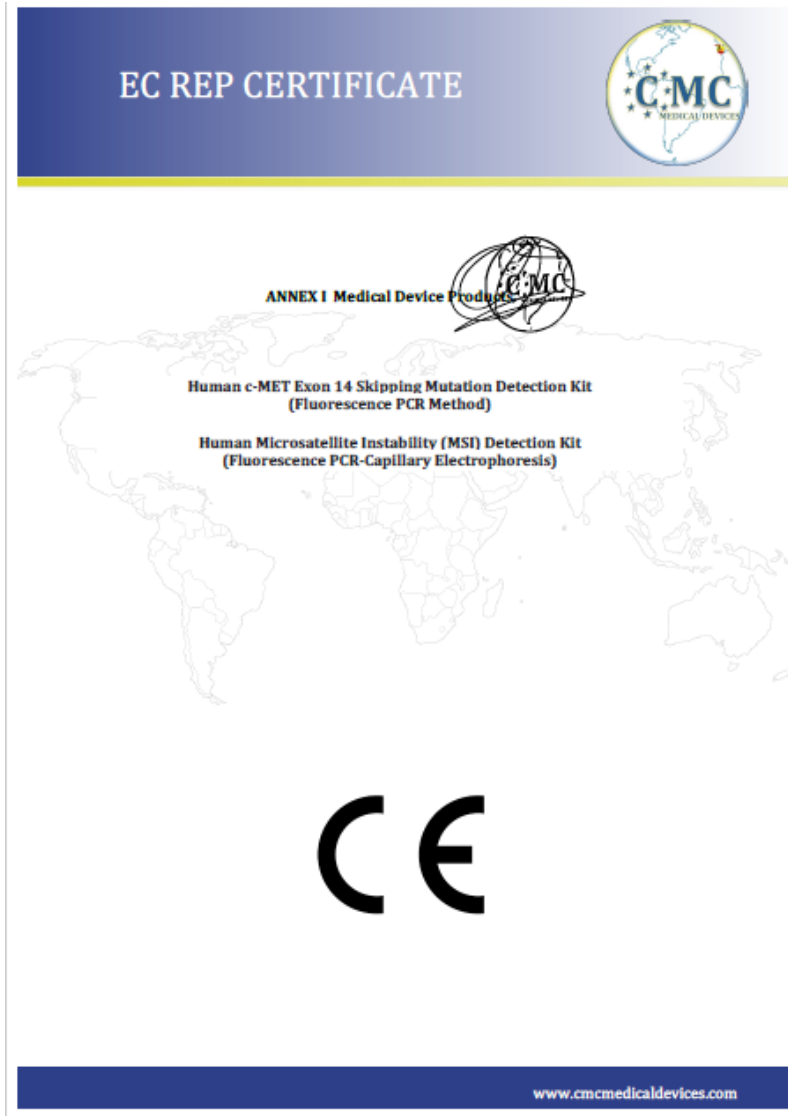 EC REP CERTIFICATE
CMC
MEDICAL DEVICES
ANNEX I Medical Device Products
CMC
Human c-MET Exon 14 Skipping Mutation Detection Kit
(Fluorescence PCR Method)
Human Microsatellite Instability (MSI) Detection Kit
(Fluorescence PCR-Capillary Electrophoresis)
CE
www.cmcmedicaldevices.com